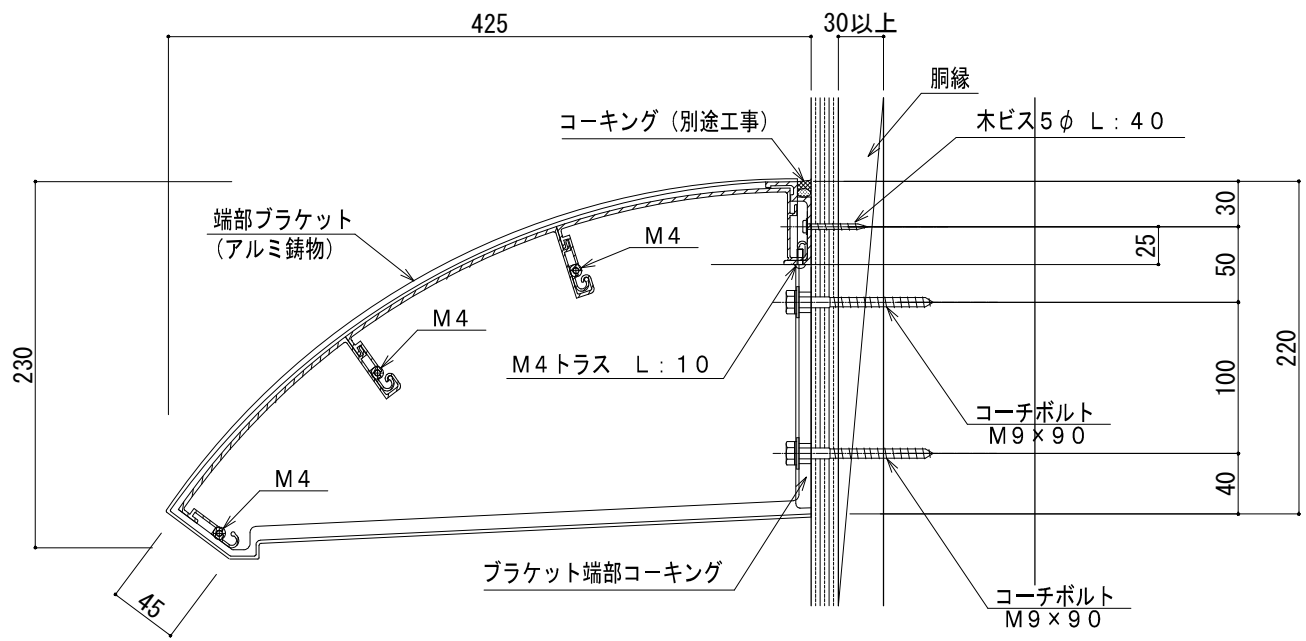 425
30以上
胴縁
コーキング（別途工事）
木ビス５φ Ｌ：４０
端部ブラケット
（アルミ鋳物）
Ｍ４
30
25
50
Ｍ４
230
Ｍ４トラス Ｌ：１０
100
220
コーチボルト
Ｍ９×９０
Ｍ４
40
ブラケット端部コーキング
45
コーチボルト
Ｍ９×９０